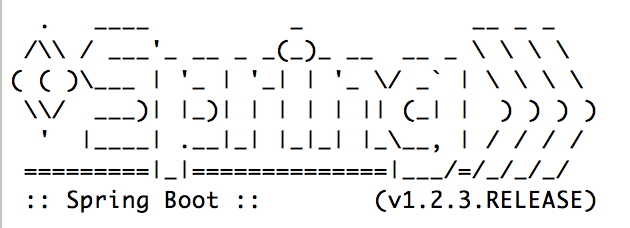 .   ____          _            __ _ _
 /\\ / ___'_ __ _ _(_)_ __  __ _ \ \ \ \
( ( )\___ | '_ | '_| | '_ \/ _` | \ \ \ \
 \\/  ___)| |_)| | | | | || (_| |  ) ) ) )
  '  |____| .__|_| |_|_| |_\__, | / / / /
 =========|_|==============|___/=/_/_/_/
 :: Spring Boot ::        (v1.2.3.RELEASE)